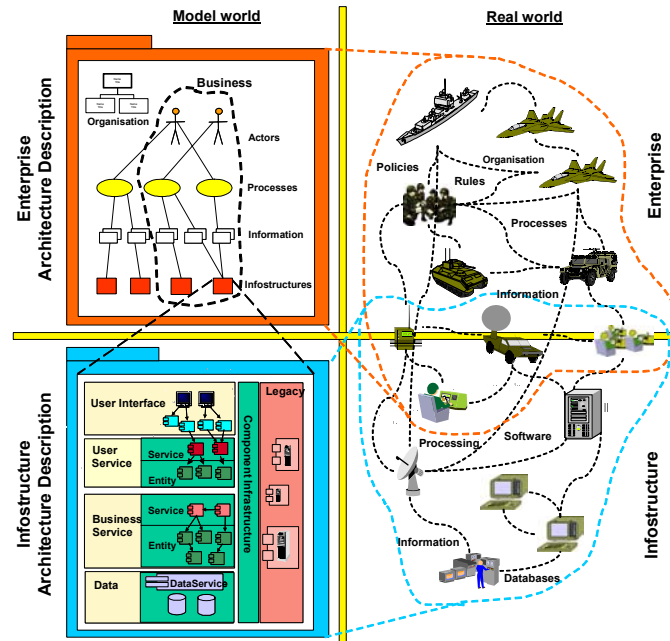 Model world
Real world
Enterprise
Architecture Description
Business
Organisation
Actors
Processes
Information
Infostructures
Policies
Organisation
Rules
Processes
Information
Enterprise
Infostructure
Architecture Description
User Interface
Legacy
User
Service
Service
Entity
Component Infrastructure
Business
Service
Service
Entity
Data
DataService
Processing
Software
Information
Databases
Infostructure